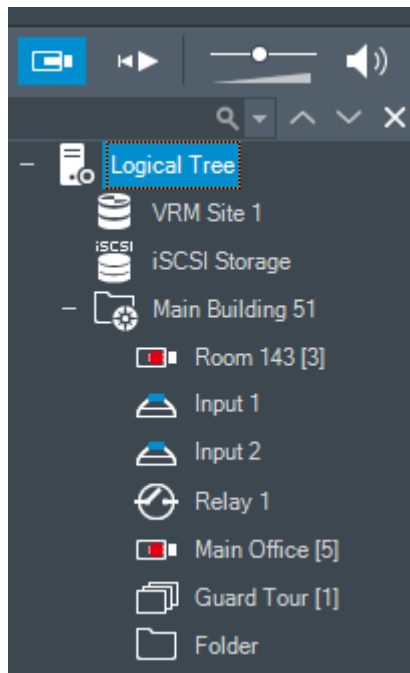 Logical Tree
VRM Site 1
iSCSI
iSCSI Storage
Main Building 51
Room 143 [3]
Input 1
Input 2
Relay 1
Main Office [5]
Guard Tour [1]
Folder